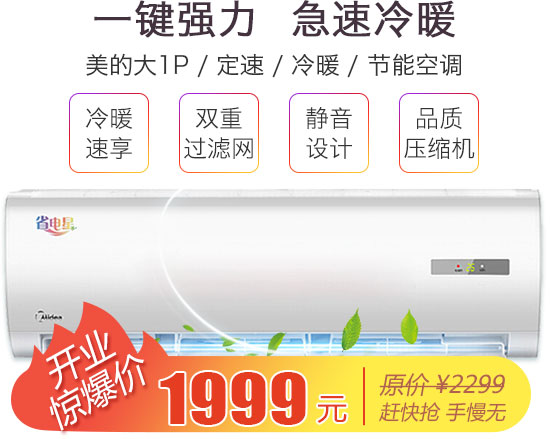 一键强力 急速冷暖
美的大1P / 定速 / 冷暖 / 节能空调
冷暖
速享
双重
过滤网
静音
设计
品质
压缩机
省电星
Midea
开业
惊爆价
1999元
原价 ¥2299
赶快抢 手慢无